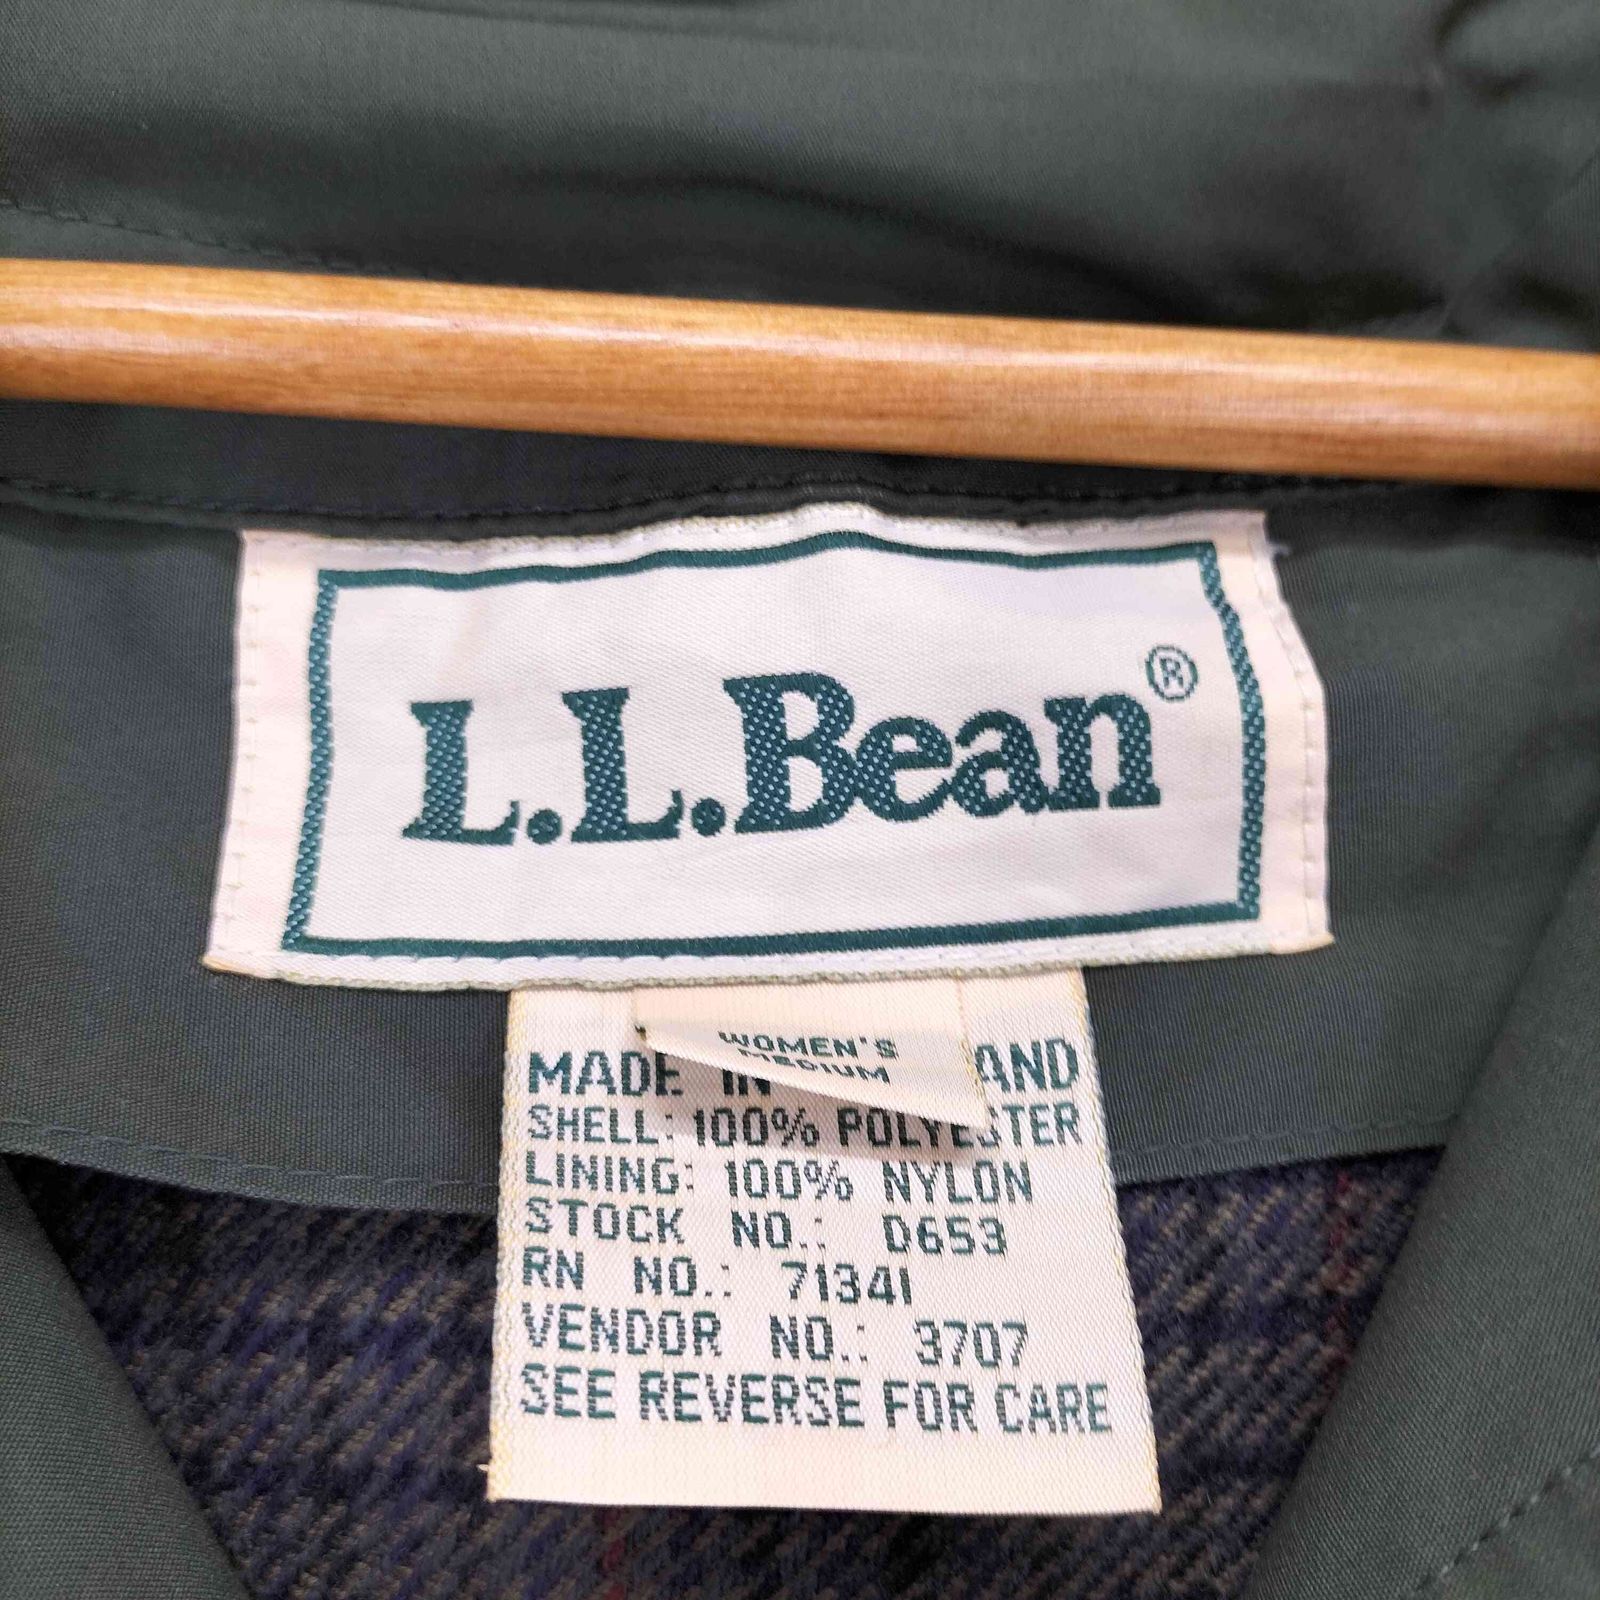 L.L.Bean®
WOMEN'S
MEDIUM
MADE IN
SHELL: 100% POLYESTER
LINING: 100% NYLON
STOCK NO.: D653
RN NO.: 71341
VENDOR NO.: 3707
SEE REVERSE FOR CARE